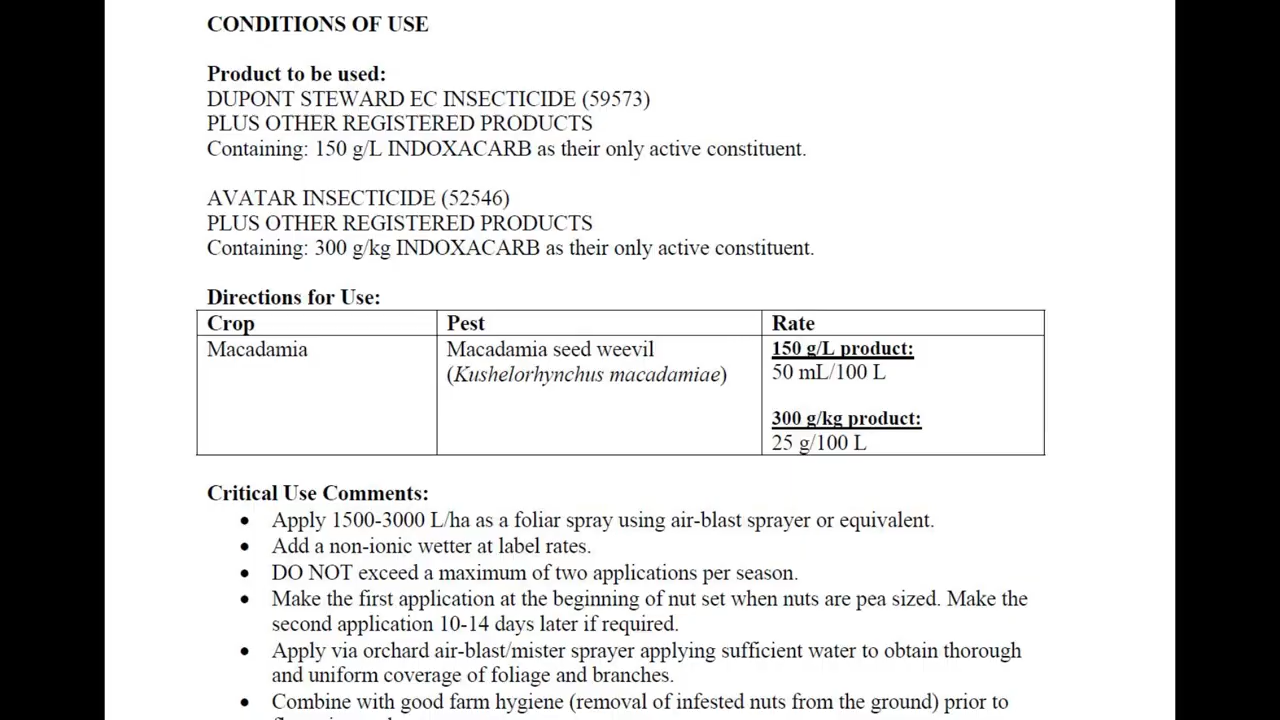 CONDITIONS OF USE
Product to be used:
DUPONT STEWARD EC INSECTICIDE (59573)
PLUS OTHER REGISTERED PRODUCTS
Containing: 150 g/L INDOXACARB as their only active constituent.
AVATAR INSECTICIDE (52546)
PLUS OTHER REGISTERED PRODUCTS
Containing: 300 g/kg INDOXACARB as their only active constituent.
Directions for Use:
Crop Pest Rate
Macadamia Macadamia seed weevil 150 g/L product:
(Kushelorhynchus macadamiae) 50 mL/100 L
300 g/kg product:
25 g/100 L
Critical Use Comments:
• Apply 1500-3000 L/ha as a foliar spray using air-blast sprayer or equivalent.
• Add a non-ionic wetter at label rates.
• DO NOT exceed a maximum of two applications per season.
• Make the first application at the beginning of nut set when nuts are pea sized. Make the
second application 10-14 days later if required.
• Apply via orchard air-blast/mister sprayer applying sufficient water to obtain thorough
and uniform coverage of foliage and branches.
• Combine with good farm hygiene (removal of infested nuts from the ground) prior to